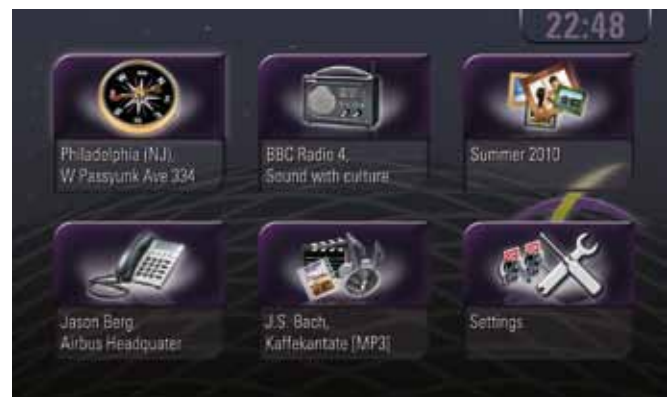 22:48
Philadelphia (NJ),
W Passyunk Ave 334
BBC Radio 4,
Sound with culture
Summer 2010
Jason Berg,
Airbus Headquater
J.S. Bach,
Kaffekantate [MP3]
Settings